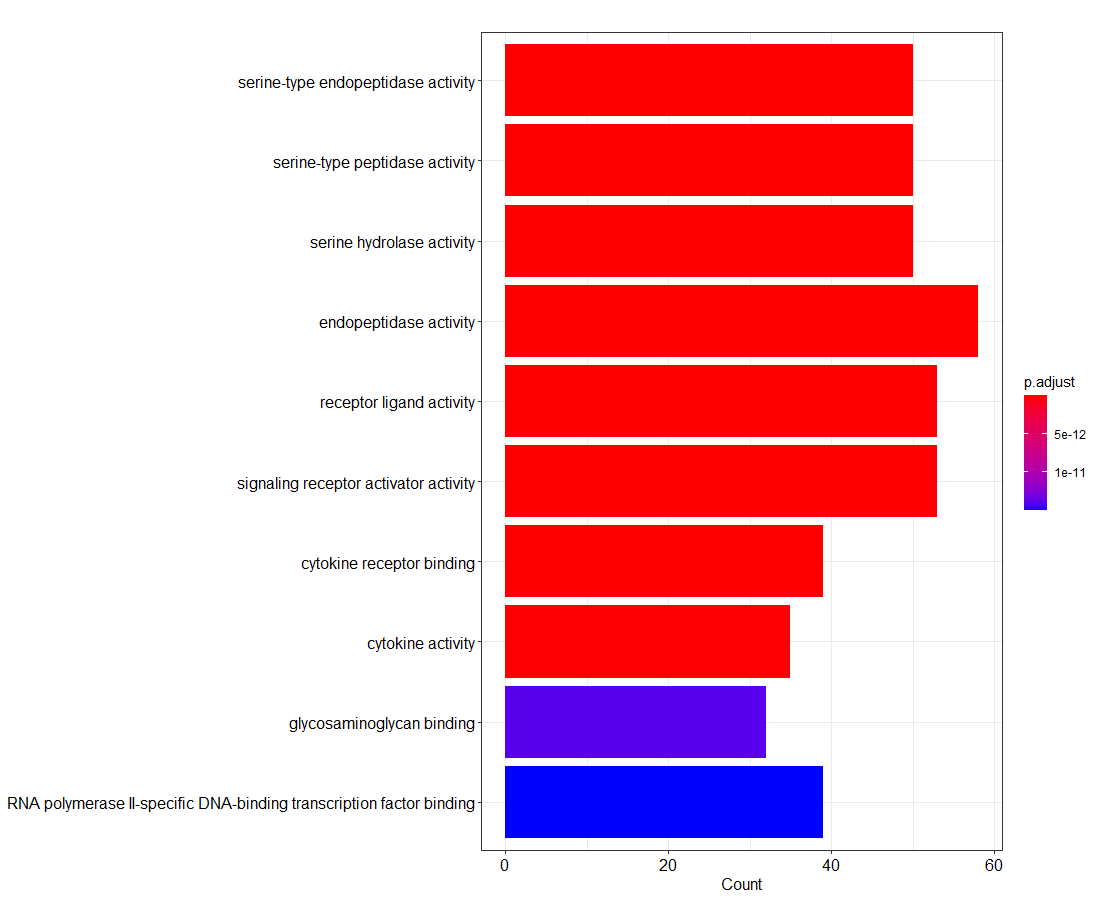 serine-type endopeptidase activity
serine-type peptidase activity
serine hydrolase activity
endopeptidase activity
receptor ligand activity
signaling receptor activator activity
cytokine receptor binding
cytokine activity
glycosaminoglycan binding
RNA polymerase II-specific DNA-binding transcription factor binding
0 20 40 60
Count
p.adjust
5e-12
1e-11